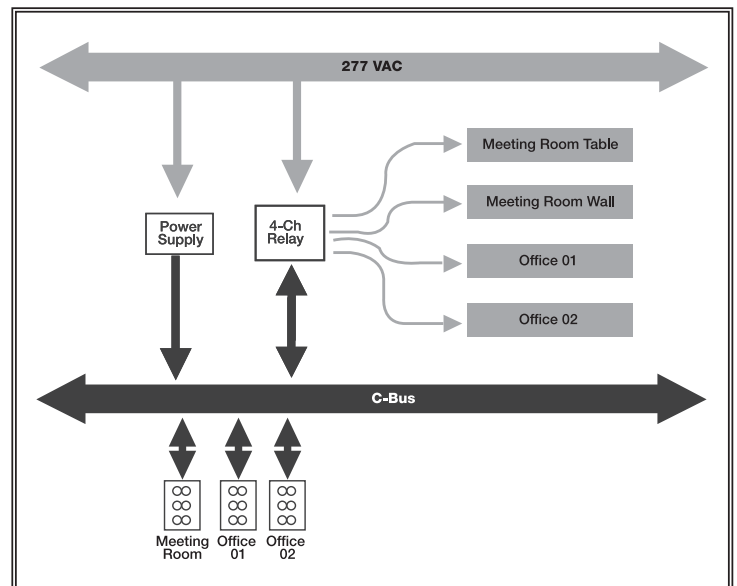 277 VAC
Meeting Room Table
Meeting Room Wall
Power
Supply
4-Ch
Relay
Office 01
Office 02
C-Bus
Meeting
Room
Office
01
Office
02